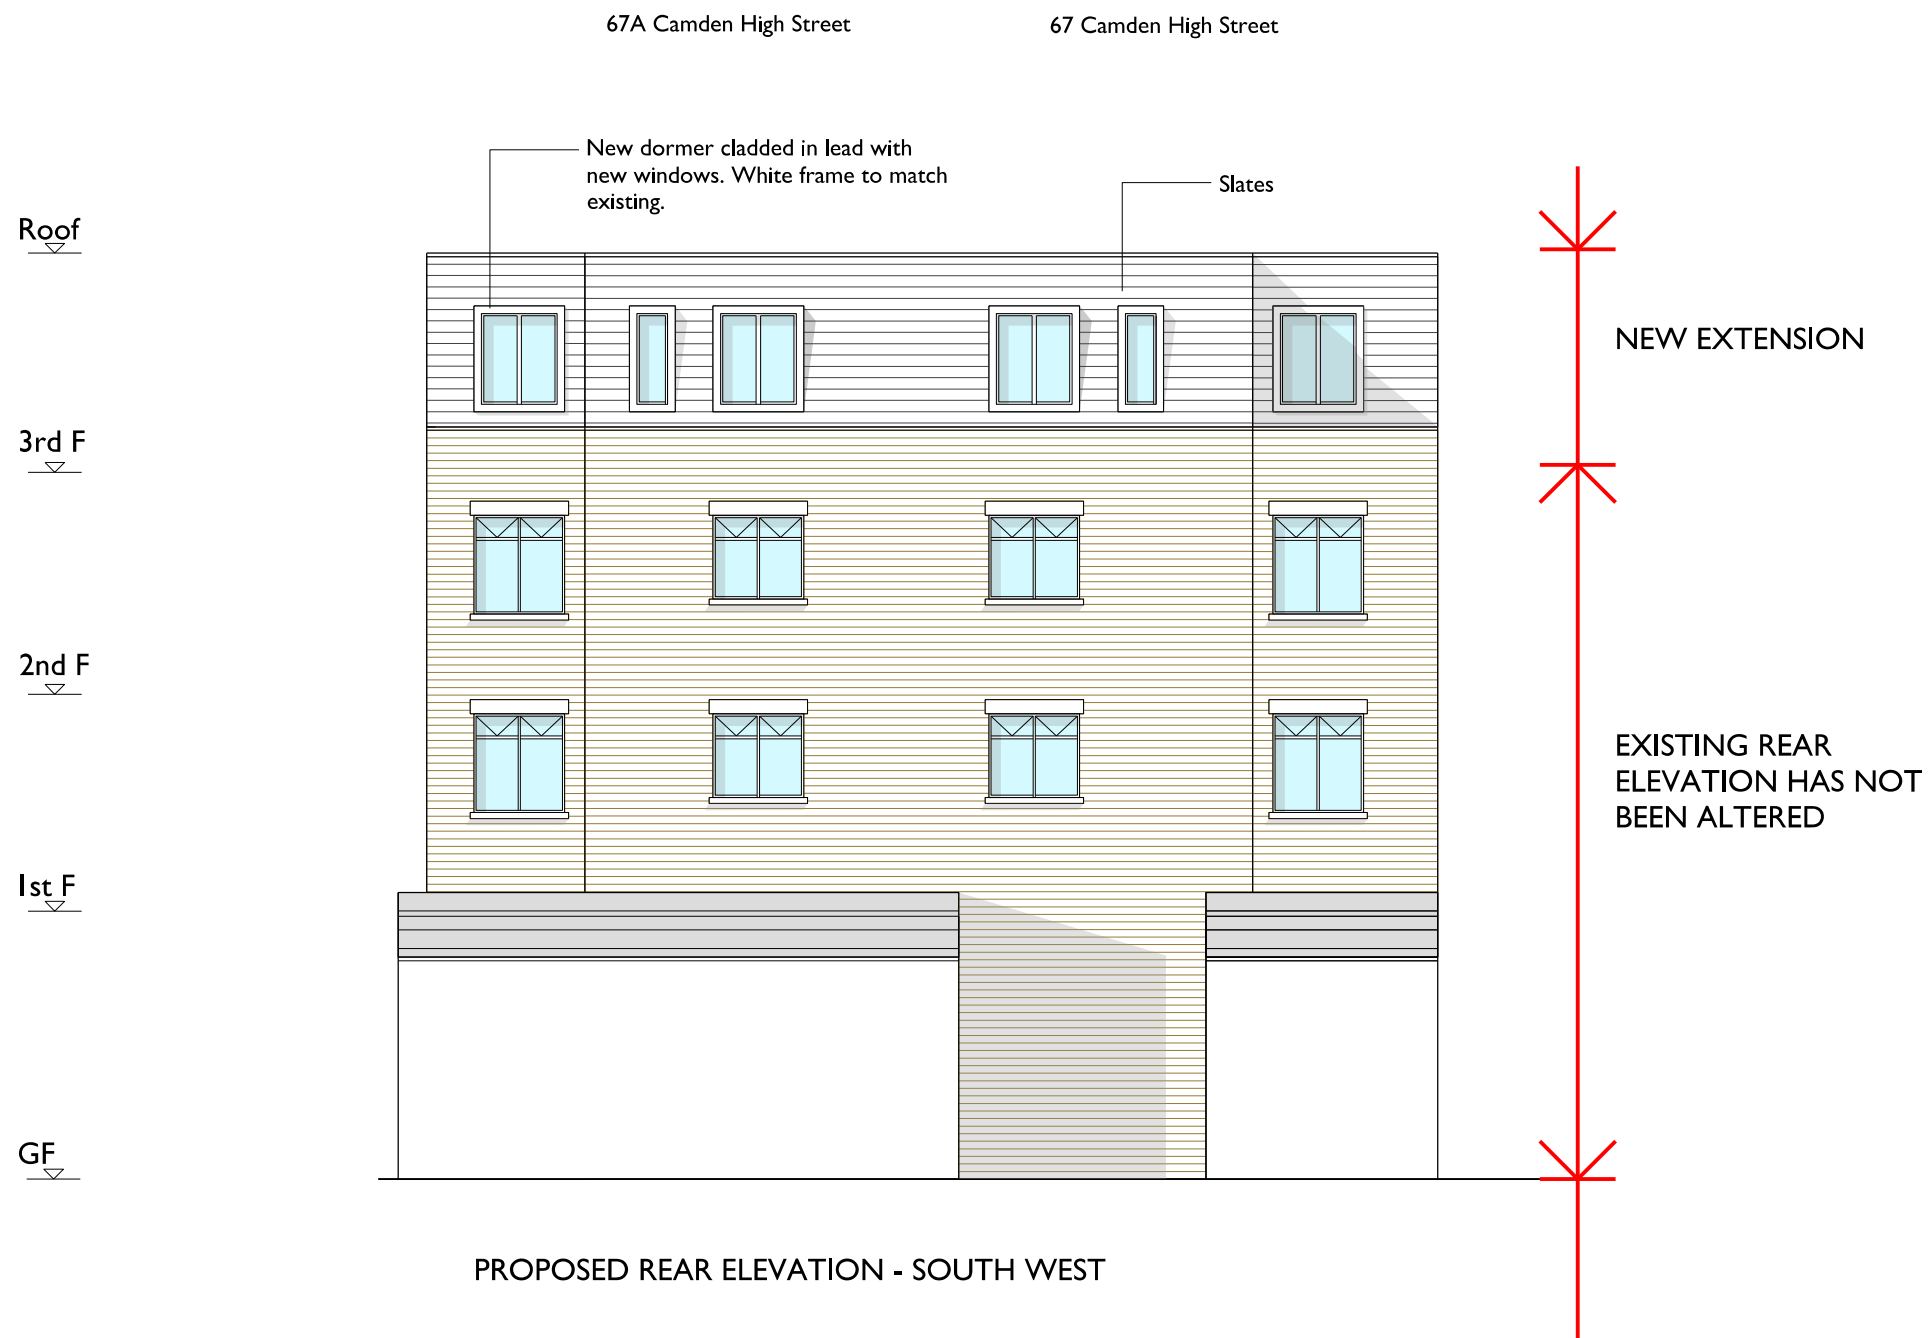 67A Camden High Street
67 Camden High Street
New dormer cladded in lead with
new windows. White frame to match
existing.
Slates
Roof
NEW EXTENSION
3rd F
2nd F
EXISTING REAR
ELEVATION HAS NOT
BEEN ALTERED
1st F
GF
PROPOSED REAR ELEVATION - SOUTH WEST